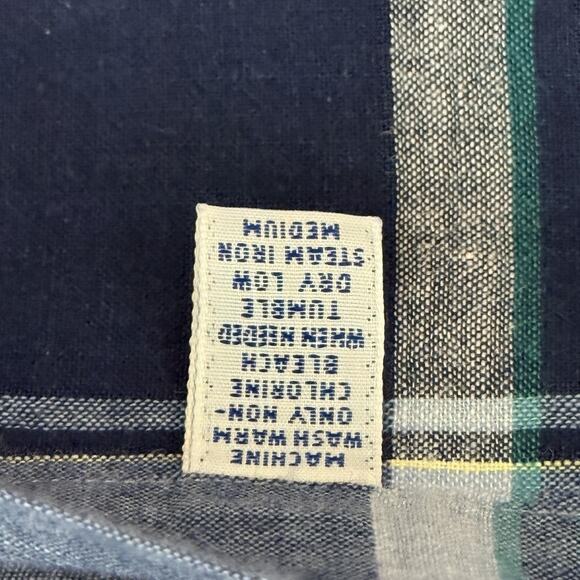 MACHINE
WASH WARM
ONLY NON-
CHLORINE
BLEACH
WHEN NEEDED
TUMBLE
DRY LOW
STEAM IRON
MEDIUM